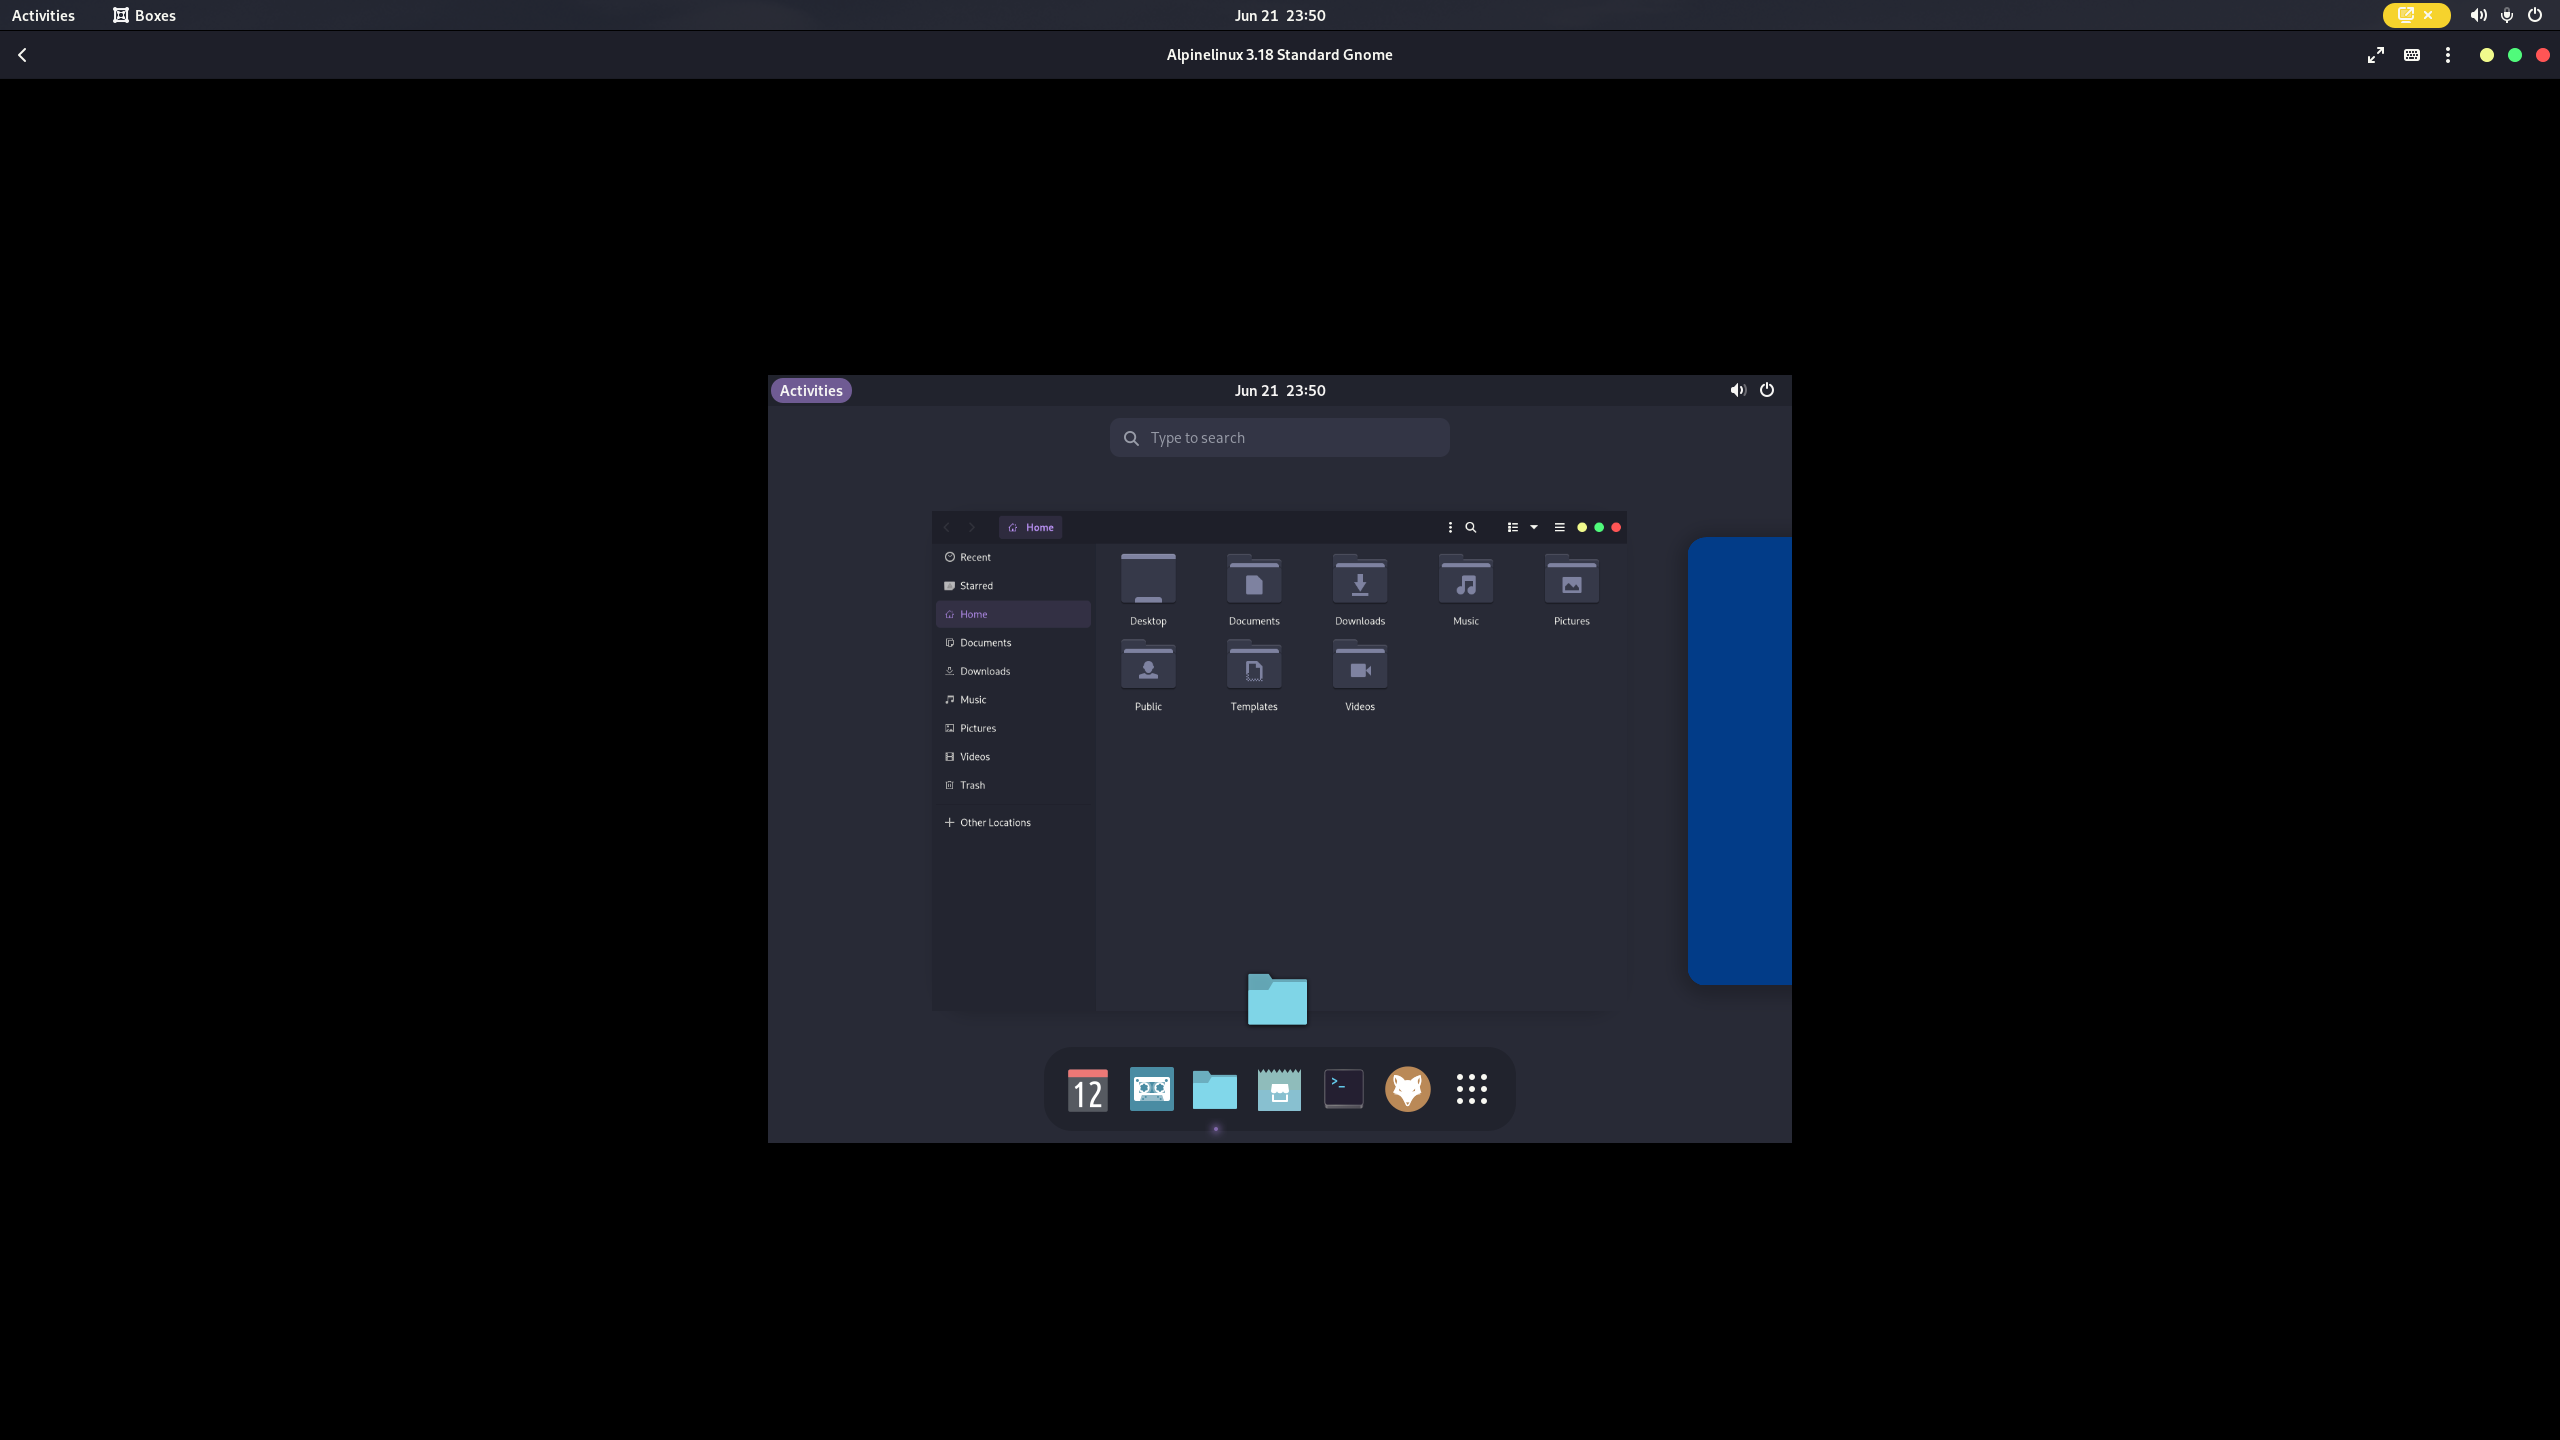 Activities Boxes Jun 21 23:50
Alpinelinux 3.18 Standard Gnome
Activities Jun 21 23:50
Type to search
Home
Recent
Starred
Home
Documents
Downloads
Music
Pictures
Videos
Trash
Other Locations
Desktop Documents Downloads Music Pictures
Public Templates Videos
12